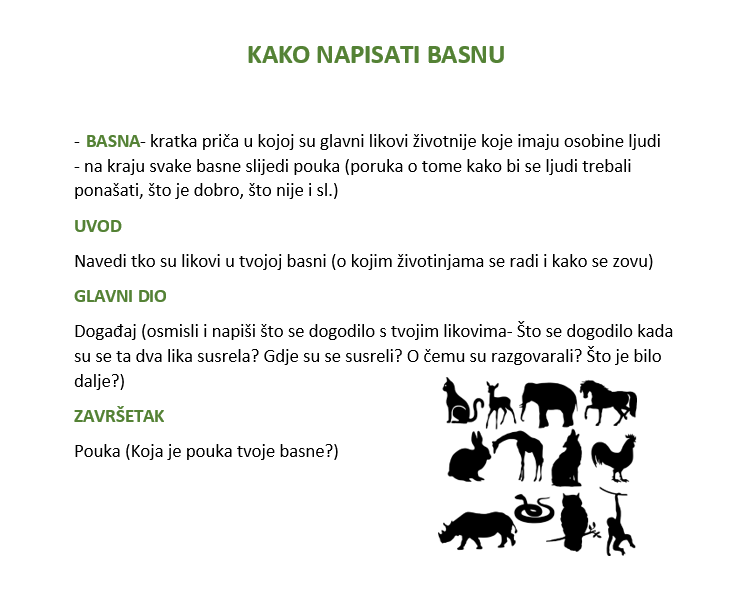 KAKO NAPISATI BASNU
- BASNA- kratka priča u kojoj su glavni likovi životnije koje imaju osobine ljudi
- na kraju svake basne slijedi pouka (poruka o tome kako bi se ljudi trebali
ponašati, što je dobro, što nije i sl.)
UVOD
Navedi tko su likovi u tvojoj basni (o kojim životinjama se radi i kako se zovu)
GLAVNI DIO
Događaj (osmisli i napiši što se dogodilo s tvojim likovima- Što se dogodilo kada
su se ta dva lika susrela? Gdje su se susreli? O čemu su razgovarali? Što je bilo
dalje?)
ZAVRŠETAK
Pouka (Koja je pouka tvoje basne?)